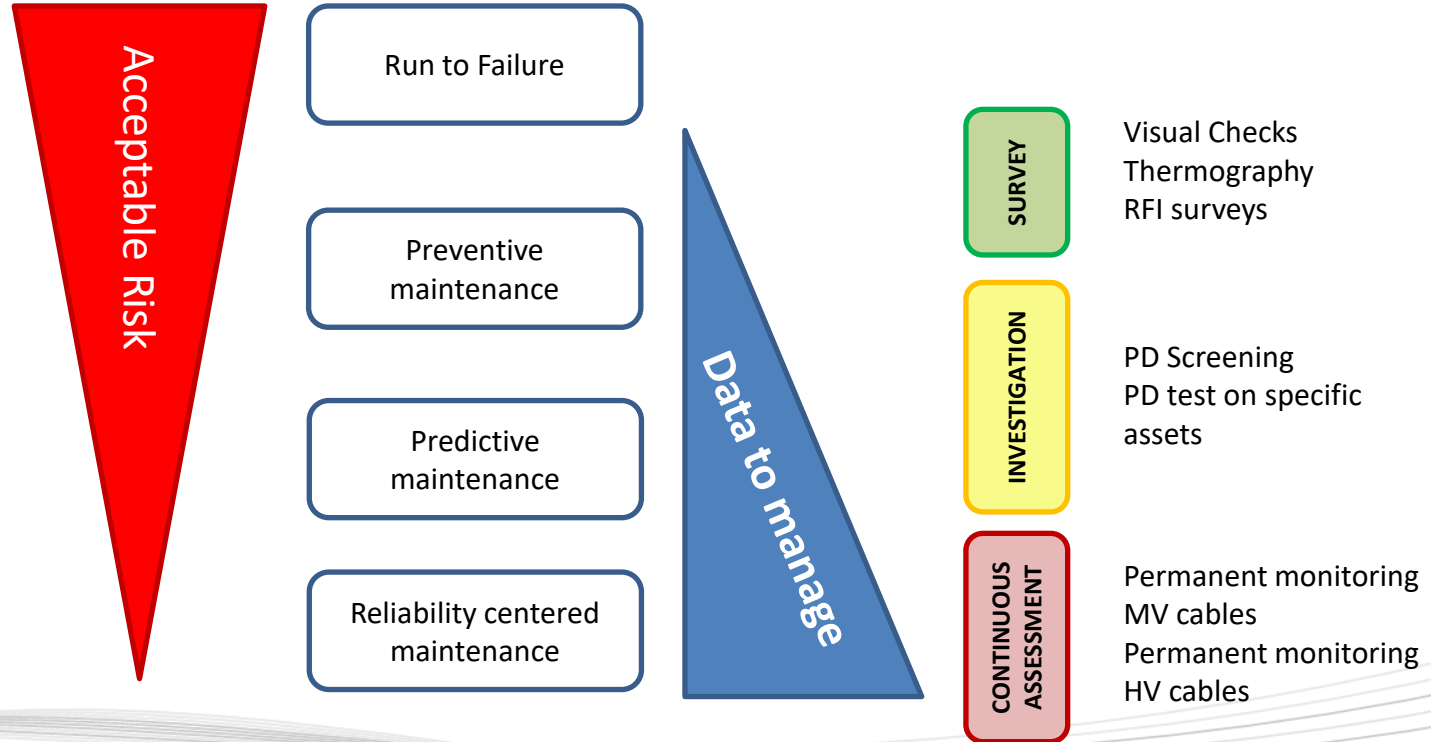 Acceptable Risk
Run to Failure
Preventive
maintenance
Predictive
maintenance
Reliability centered
maintenance
Data to manage
SURVEY
Visual Checks
Thermography
RFI surveys
INVESTIGATION
PD Screening
PD test on specific
assets
CONTINUOUS
ASSESSMENT
Permanent monitoring
MV cables
Permanent monitoring
HV cables